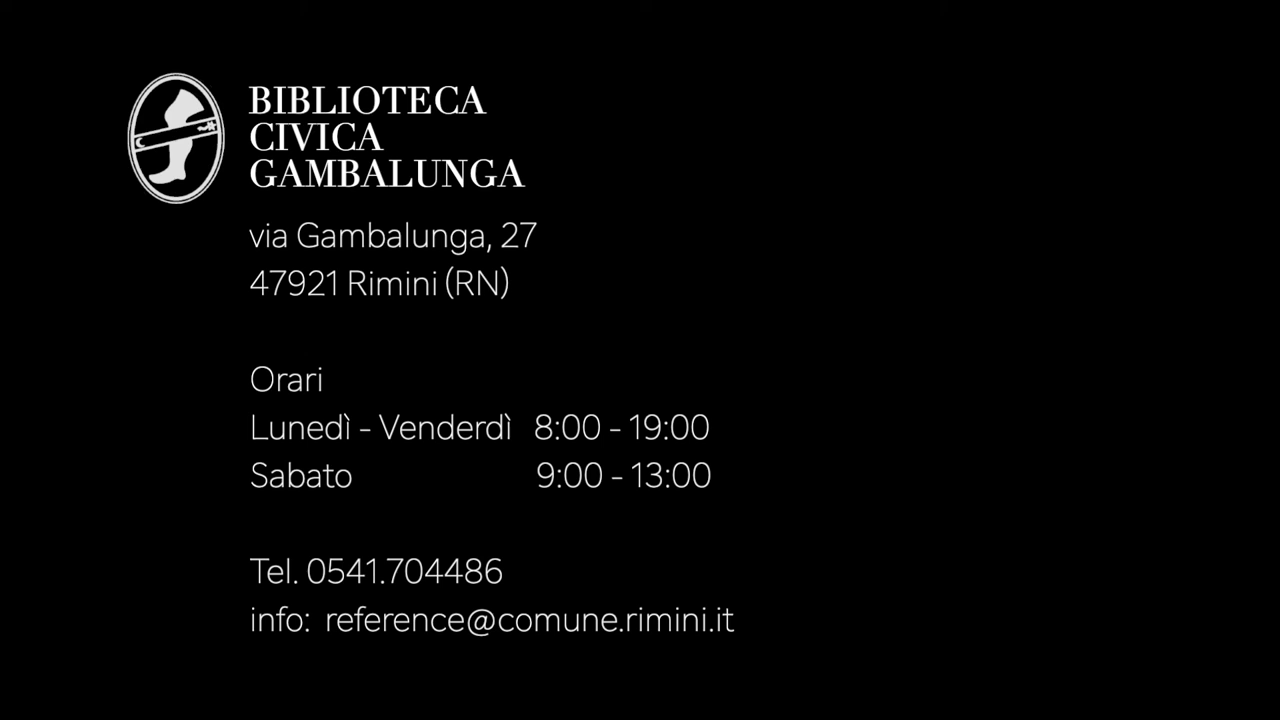 BIBLIOTECA
CIVICA
GAMBALUNGA
via Gambalunga, 27
47921 Rimini (RN)
Orari
Lunedì - Venderdì 8:00 - 19:00
Sabato 9:00 - 13:00
Tel. 0541.704486
info: reference@comune.rimini.it